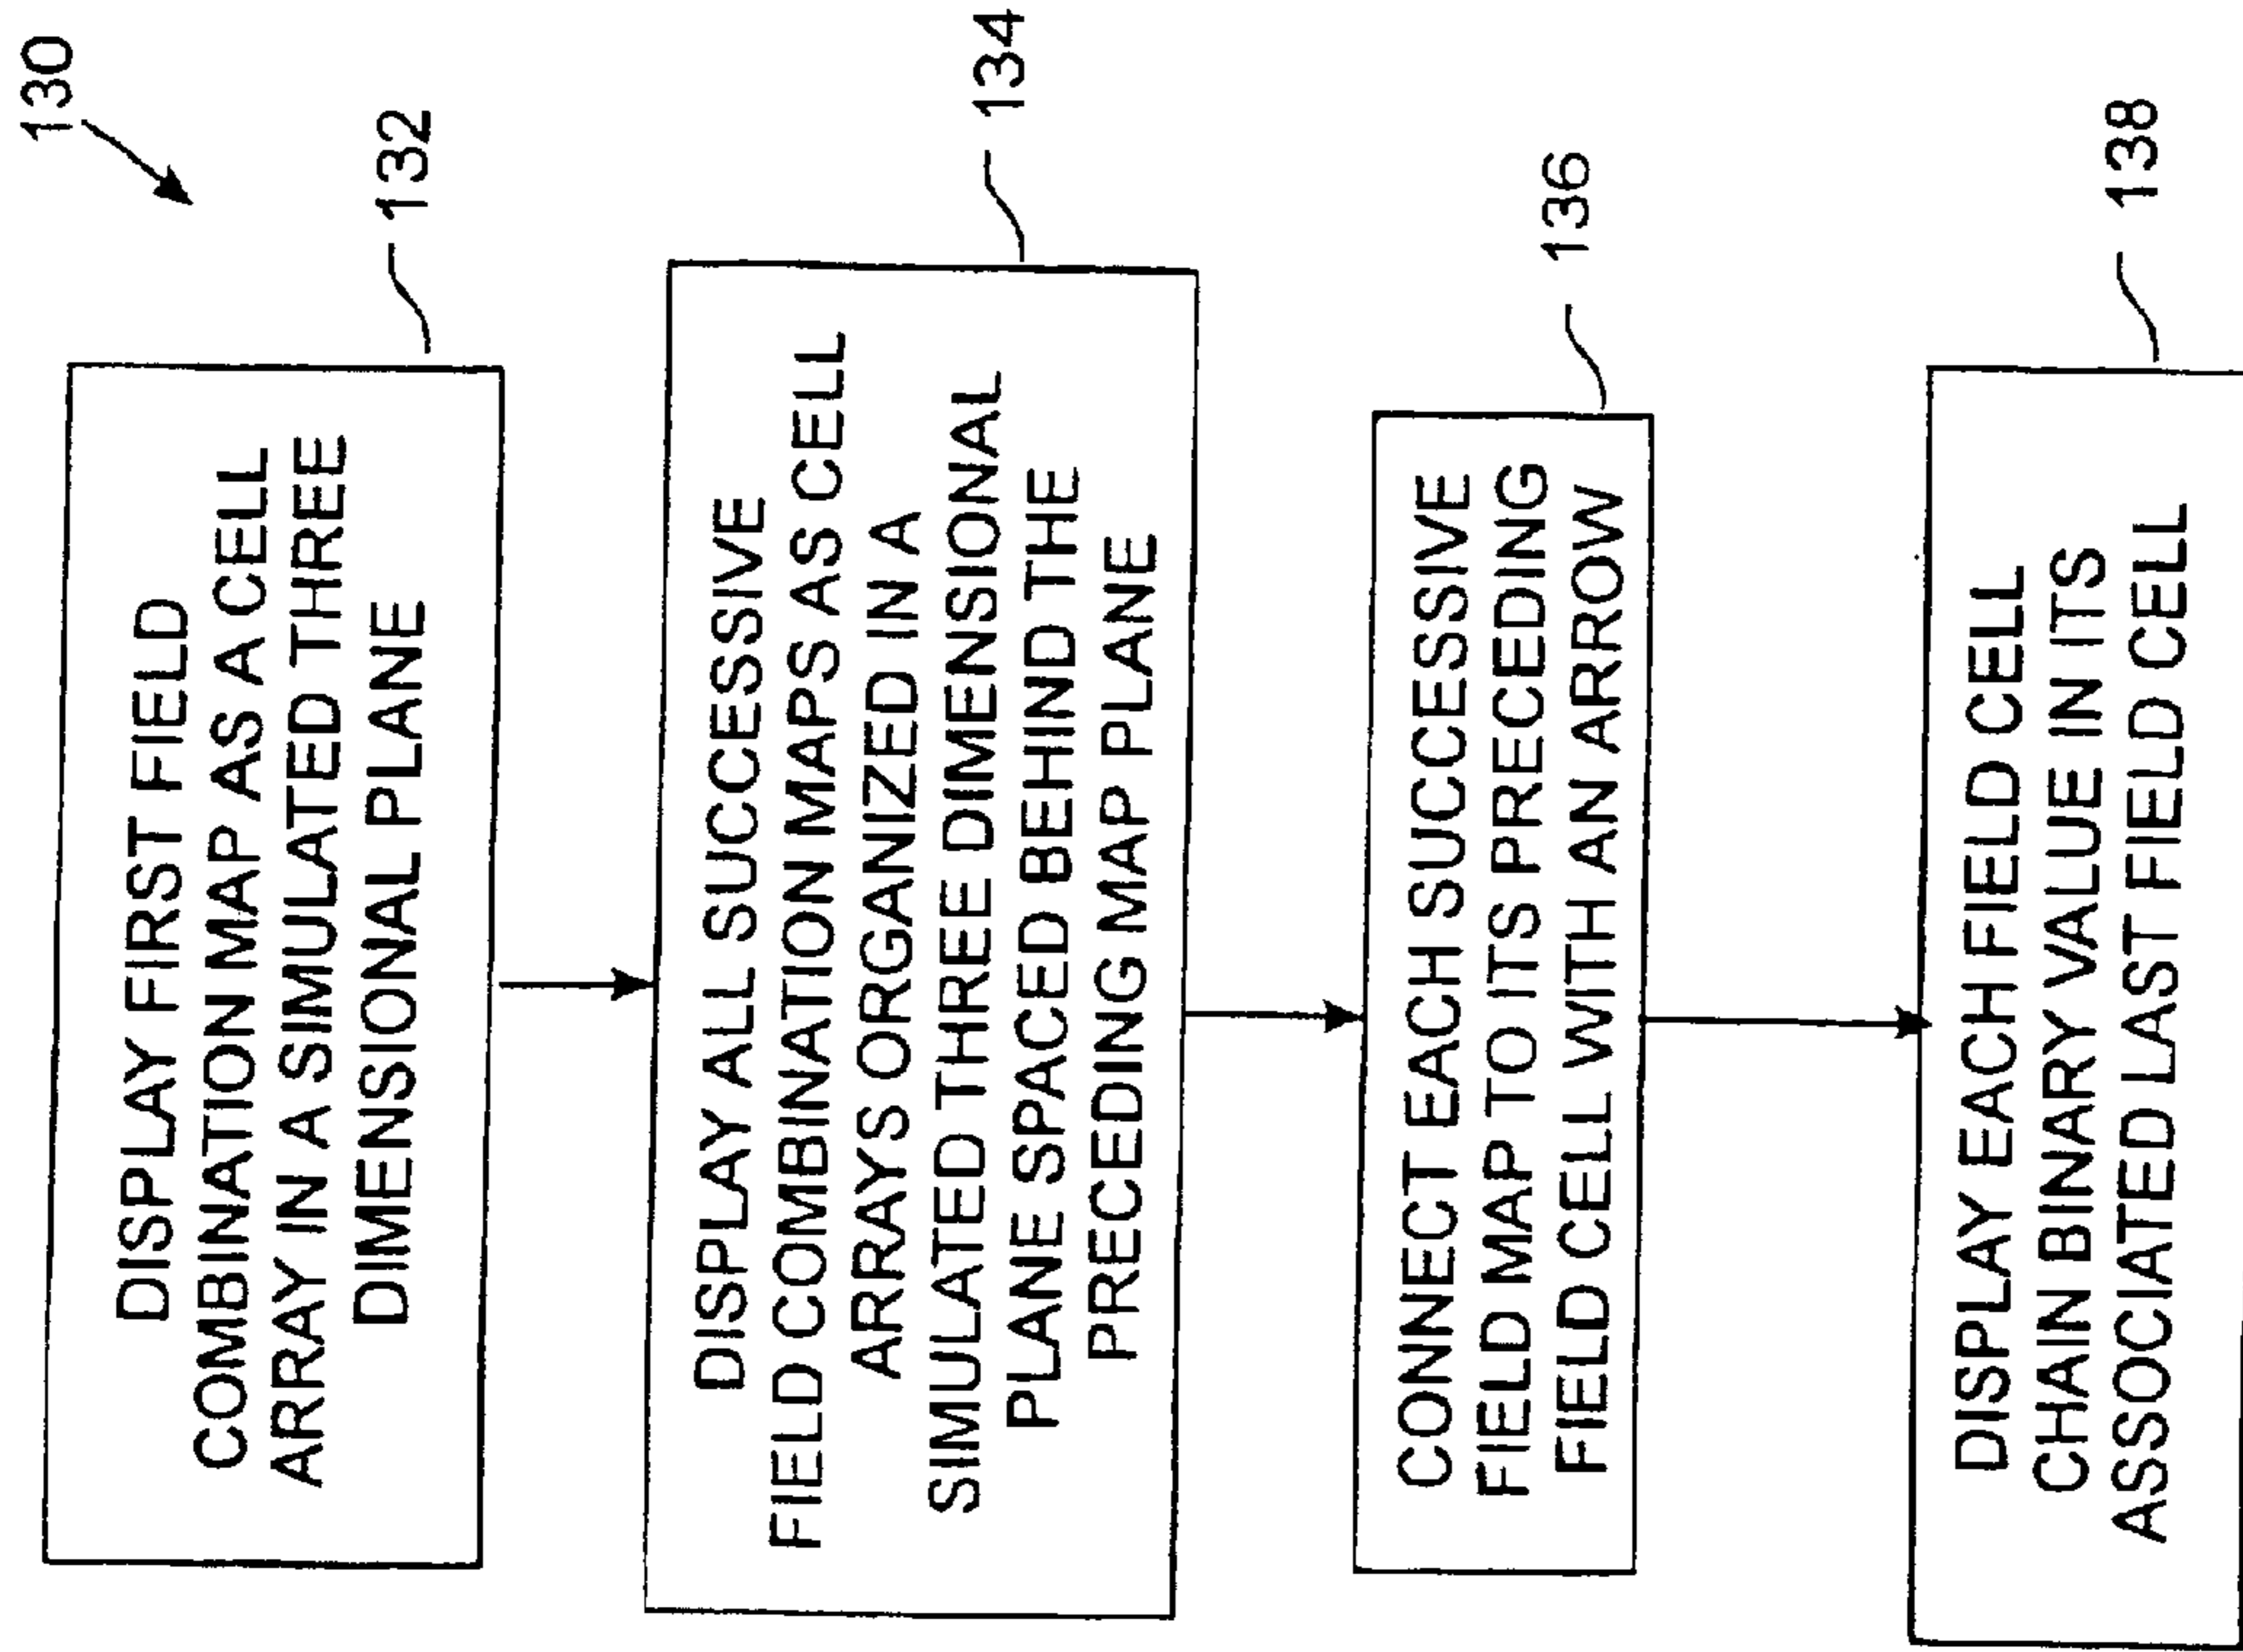 130
DISPLAY FIRST FIELD
COMBINATION MAP AS A CELL
ARRAY IN A SIMULATED THREE
DIMENSIONAL PLANE
132
DISPLAY ALL SUCCESSIVE
FIELD COMBINATION MAPS AS CELL
ARRAYS ORGANIZED IN A
SIMULATED THREE DIMENSIONAL
PLANE SPACED BEHIND THE
PRECEDING MAP PLANE
134
CONNECT EACH SUCCESSIVE
FIELD MAP TO ITS PRECEDING
FIELD CELL WITH AN ARROW
136
DISPLAY EACH FIELD CELL
CHAIN BINARY VALUE IN ITS
ASSOCIATED LAST FIELD CELL
138